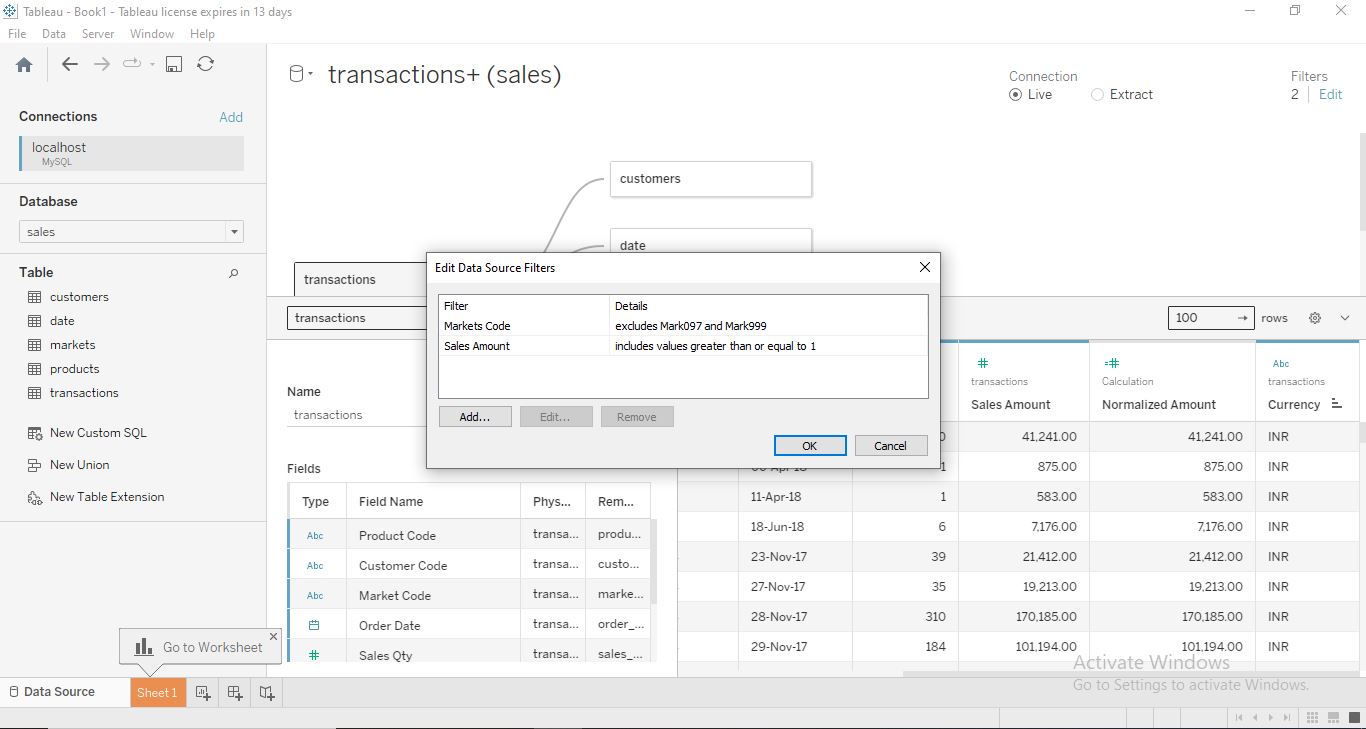 Tableau - Book1 - Tableau license expires in 13 days
File Data Server Window Help
transactions+ (sales)
Connection
Live Extract
Filters
2 Edit
Connections Add
localhost
MySQL
Database
sales
Table
customers
date
markets
products
transactions
New Custom SQL
New Union
New Table Extension
customers
date
transactions
transactions
100 rows
Edit Data Source Filters
Filter Details
Markets Code excludes Mark097 and Mark999
Sales Amount includes values greater than or equal to 1
Add... Edit... Remove
OK Cancel
Name
transactions
Fields
Type Field Name Phys... Rem...
Abc Product Code transa... produ...
Abc Customer Code transa... custo...
Abc Market Code transa... marke...
Order Date transa... order_...
# Sales Qty transa... sales_...
# =# Abc
transactions Calculation transactions
Sales Amount Normalized Amount Currency
41,241.00 41,241.00 INR
1 875.00 875.00 INR
11-Apr-18 1 583.00 583.00 INR
18-Jun-18 6 7,176.00 7,176.00 INR
23-Nov-17 39 21,412.00 21,412.00 INR
27-Nov-17 35 19,213.00 19,213.00 INR
28-Nov-17 310 170,185.00 170,185.00 INR
29-Nov-17 184 101,194.00 101,194.00 INR
Go to Worksheet
Activate Windows
Go to Settings to activate Windows.
Data Source Sheet 1